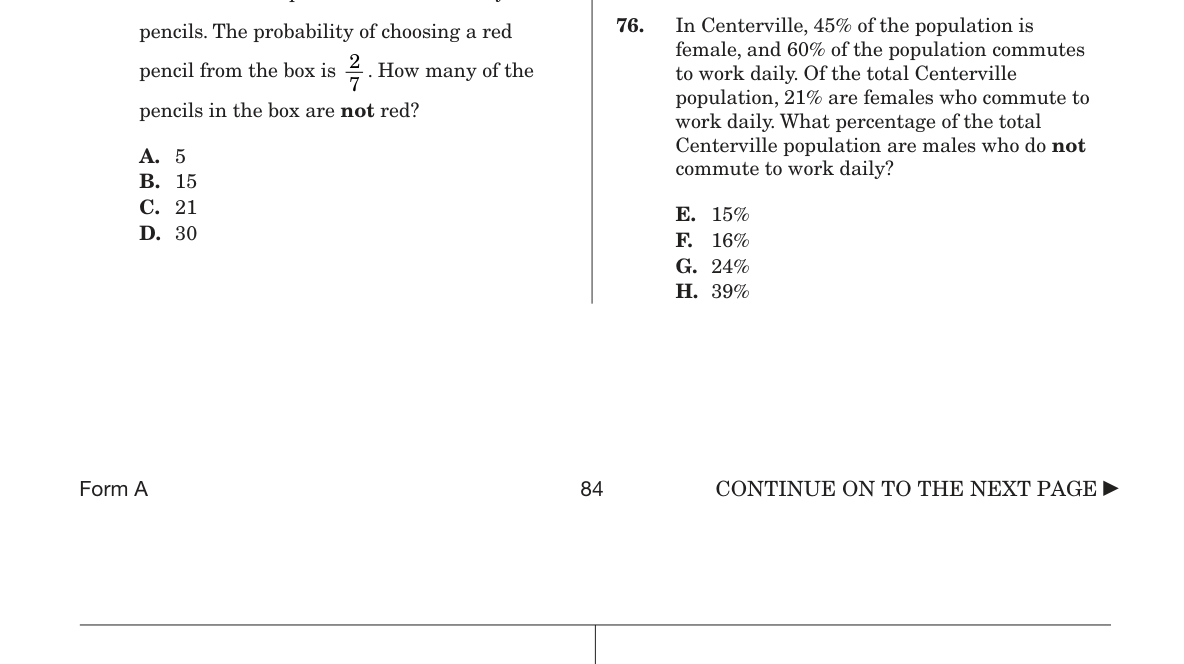 pencils. The probability of choosing a red
pencil from the box is 2/7. How many of the
pencils in the box are not red?
A. 5
B. 15
C. 21
D. 30
76. In Centerville, 45% of the population is
female, and 60% of the population commutes
to work daily. Of the total Centerville
population, 21% are females who commute to
work daily. What percentage of the total
Centerville population are males who do not
commute to work daily?
E. 15%
F. 16%
G. 24%
H. 39%
Form A
84
CONTINUE ON TO THE NEXT PAGE ►